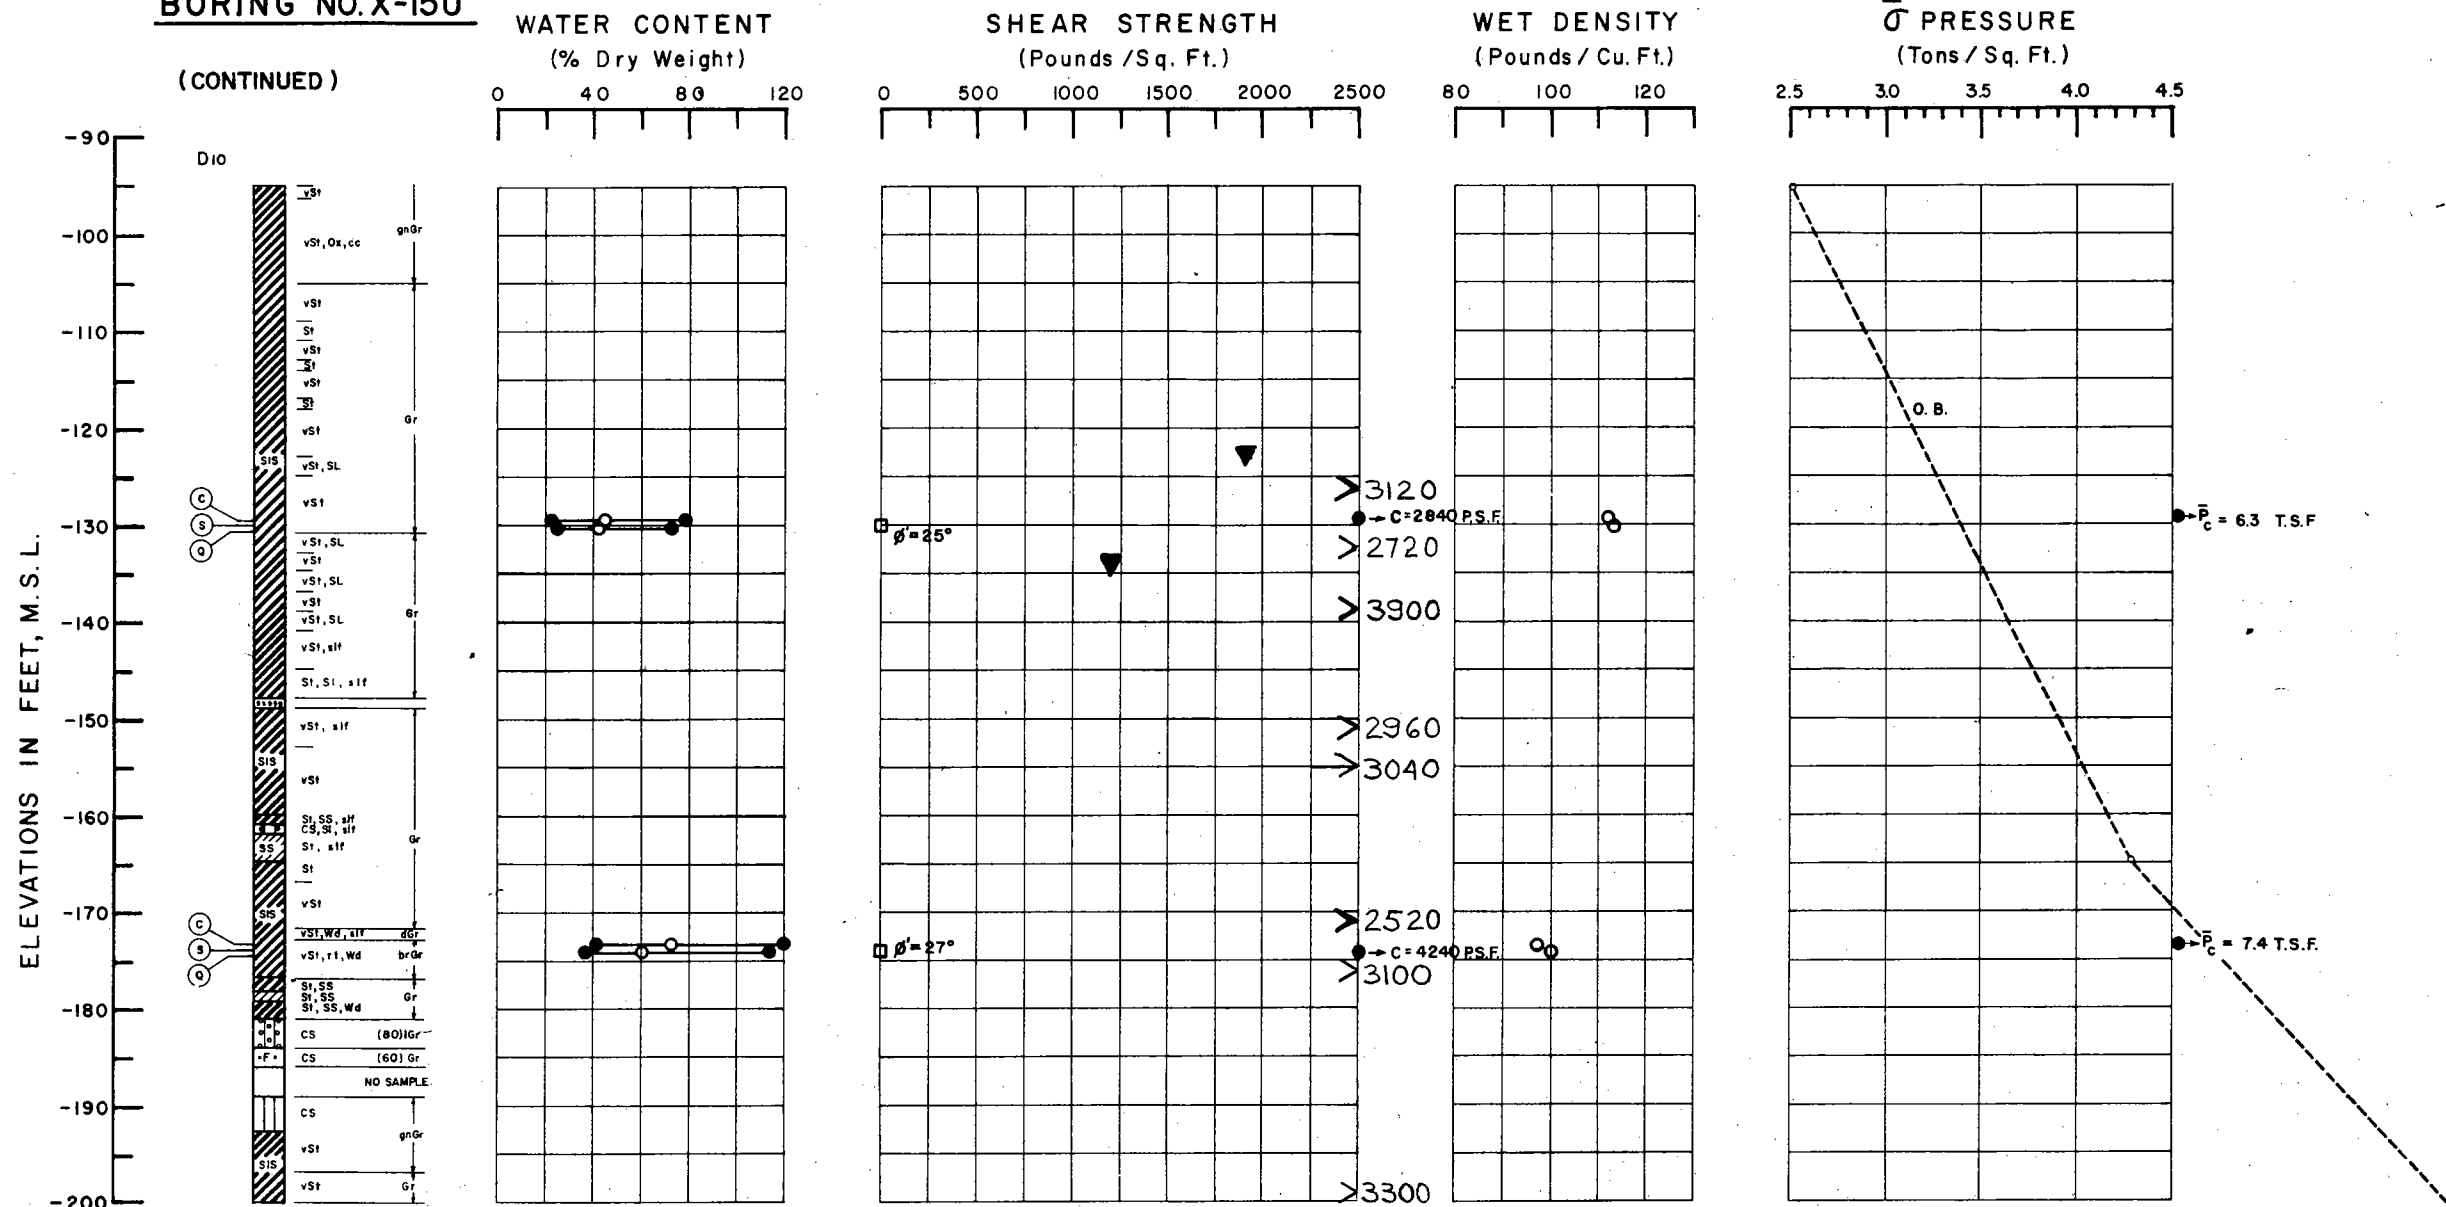 BORING NO. X-15U
(CONTINUED)
WATER CONTENT
(% Dry Weight)
0 40 80 120
SHEAR STRENGTH
(Pounds /Sq. Ft.)
0 500 1000 1500 2000 2500
WET DENSITY
(Pounds / Cu. Ft.)
80 100 120
σ̄ PRESSURE
(Tons / Sq. Ft.)
2.5 3.0 3.5 4.0 4.5
ELEVATIONS IN FEET, M.S.L.
-90
-100
-110
-120
-130
-140
-150
-160
-170
-180
-190
-200
D10
vSt
vSt, Ox, cc
gnGr
vSt
St
vSt
St
vSt
St
vSt
Gr
SIS
vSt, SL
vSt
C
S
Q
vSt, SL
vSt
vSt, SL
vSt
vSt, SL
Gr
vSt, slf
St, SL, slf
vSt, slf
SIS
vSt
St, SS, slf
CS, St, slf
SS
St, slf
Gr
St
vSt
SIS
C
S
Q
vSt, Wd, slf dGr
vSt, rt, Wd brGr
St, SS
St, SS
Gr
St, SS, Wd
CS (80)lGr
F CS (60) Gr
NO SAMPLE
CS
gnGr
vSt
SIS
vSt Gr
3120
Ø'=25°
C=2840 P.S.F.
2720
3900
2960
3040
2520
Ø'=27°
C=4240 P.S.F.
3100
3300
O. B.
P̄c = 6.3 T.S.F
P̄c = 7.4 T.S.F.